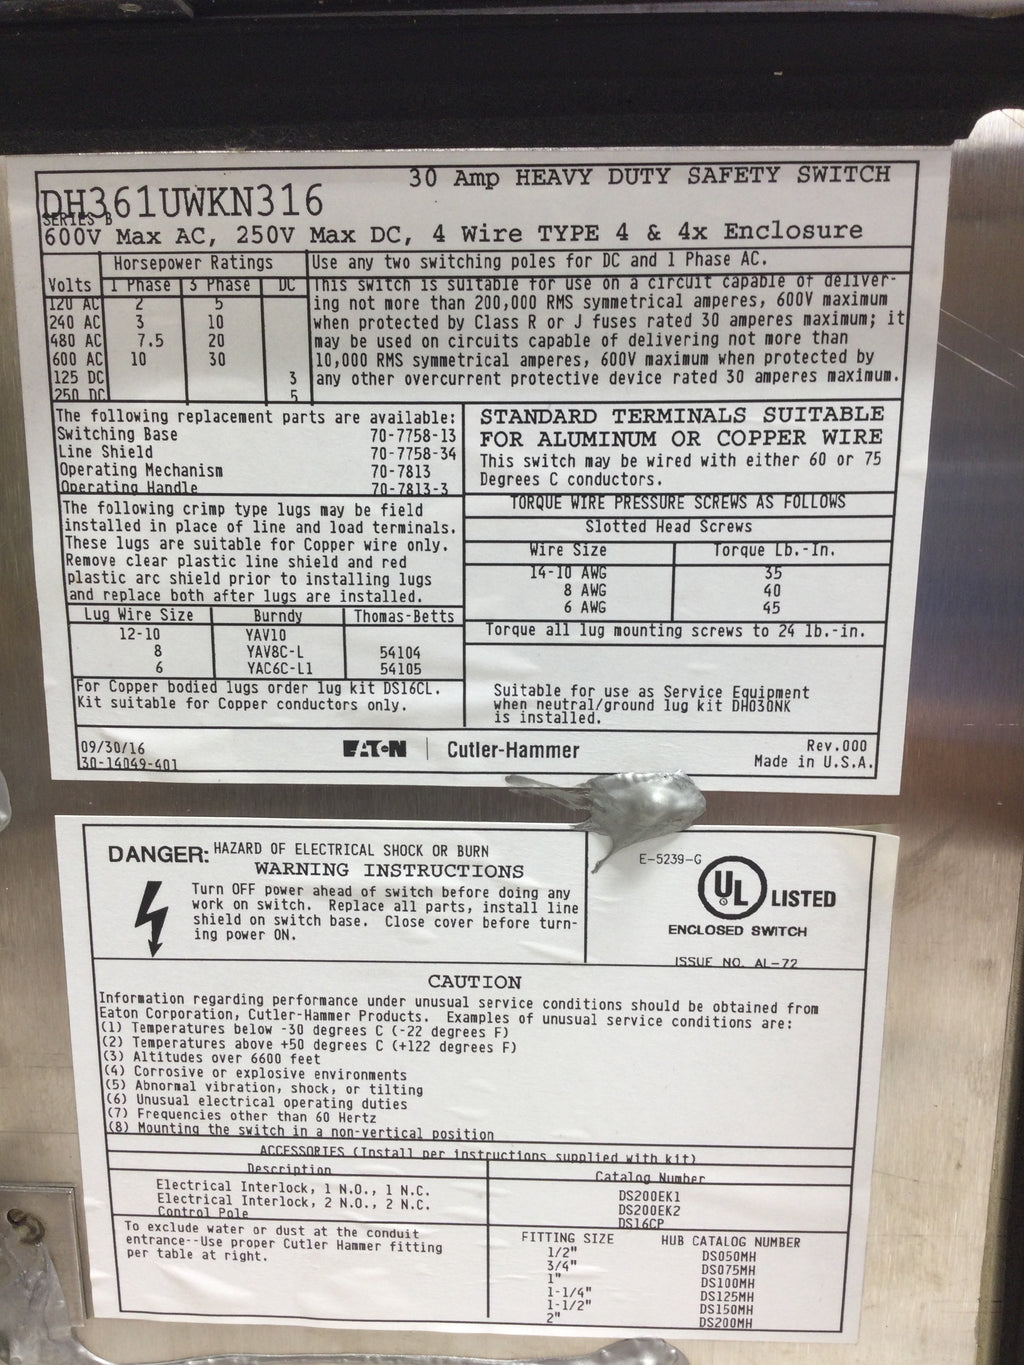 30 Amp HEAVY DUTY SAFETY SWITCH
DH361UWKN316
SERIES B
600V Max AC, 250V Max DC, 4 Wire TYPE 4 & 4x Enclosure
Horsepower Ratings
Volts 1 Phase 3 Phase DC
120 AC 2 5
240 AC 3 10
480 AC 7.5 20
600 AC 10 30
125 DC 3
250 DC 5
Use any two switching poles for DC and 1 Phase AC.
This switch is suitable for use on a circuit capable of deliver-
ing not more than 200,000 RMS symmetrical amperes, 600V maximum
when protected by Class R or J fuses rated 30 amperes maximum; it
may be used on circuits capable of delivering not more than
10,000 RMS symmetrical amperes, 600V maximum when protected by
any other overcurrent protective device rated 30 amperes maximum.
The following replacement parts are available:
Switching Base 70-7758-13
Line Shield 70-7758-34
Operating Mechanism 70-7813
Operating Handle 70-7813-3
The following crimp type lugs may be field
installed in place of line and load terminals.
These lugs are suitable for Copper wire only.
Remove clear plastic line shield and red
plastic arc shield prior to installing lugs
and replace both after lugs are installed.
Lug Wire Size Burndy Thomas-Betts
12-10 YAV10
8 YAV8C-L 54104
6 YAC6C-L1 54105
For Copper bodied lugs order lug kit DS16CL.
Kit suitable for Copper conductors only.
STANDARD TERMINALS SUITABLE
FOR ALUMINUM OR COPPER WIRE
This switch may be wired with either 60 or 75
Degrees C conductors.
TORQUE WIRE PRESSURE SCREWS AS FOLLOWS
Slotted Head Screws
Wire Size Torque Lb.-In.
14-10 AWG 35
8 AWG 40
6 AWG 45
Torque all lug mounting screws to 24 lb.-in.
Suitable for use as Service Equipment
when neutral/ground lug kit DH030NK
is installed.
09/30/16
30-14049-401
EATON Cutler-Hammer
Rev.000
Made in U.S.A.
DANGER: HAZARD OF ELECTRICAL SHOCK OR BURN
WARNING INSTRUCTIONS
Turn OFF power ahead of switch before doing any
work on switch. Replace all parts, install line
shield on switch base. Close cover before turn-
ing power ON.
E-5239-G
UL LISTED
ENCLOSED SWITCH
ISSUE NO. AL-72
CAUTION
Information regarding performance under unusual service conditions should be obtained from
Eaton Corporation, Cutler-Hammer Products. Examples of unusual service conditions are:
(1) Temperatures below -30 degrees C (-22 degrees F)
(2) Temperatures above +50 degrees C (+122 degrees F)
(3) Altitudes over 6600 feet
(4) Corrosive or explosive environments
(5) Abnormal vibration, shock, or tilting
(6) Unusual electrical operating duties
(7) Frequencies other than 60 Hertz
(8) Mounting the switch in a non-vertical position
ACCESSORIES (Install per instructions supplied with kit)
Description Catalog Number
Electrical Interlock, 1 N.O., 1 N.C. DS200EK1
Electrical Interlock, 2 N.O., 2 N.C. DS200EK2
Control Pole DS16CP
To exclude water or dust at the conduit
entrance--Use proper Cutler Hammer fitting
per table at right.
FITTING SIZE HUB CATALOG NUMBER
1/2" DS050MH
3/4" DS075MH
1" DS100MH
1-1/4" DS125MH
1-1/2" DS150MH
2" DS200MH